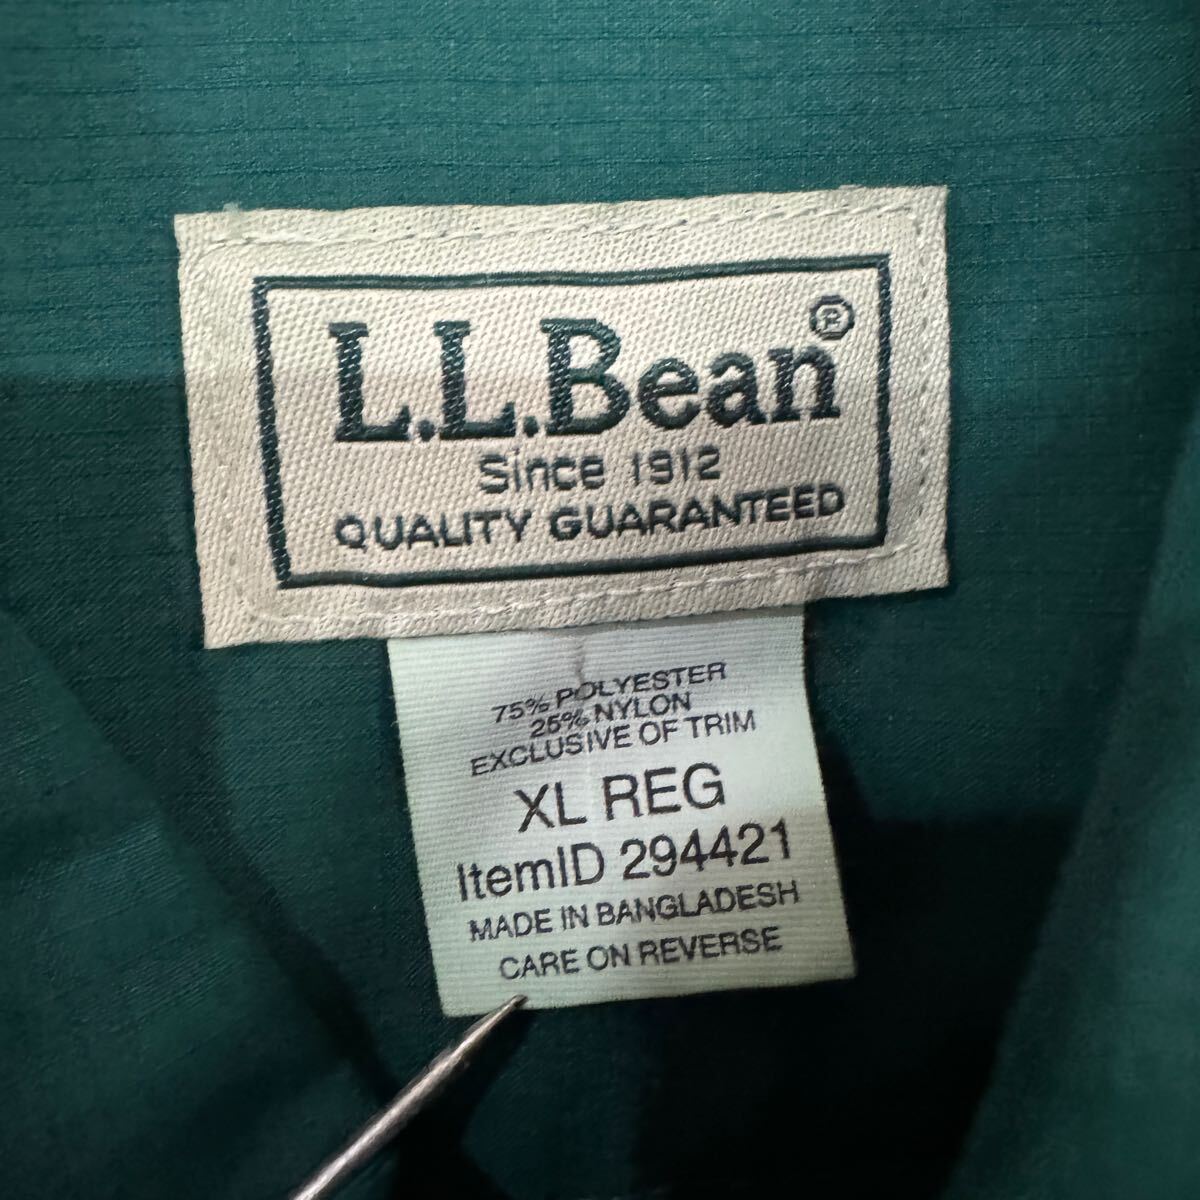 L.L.Bean®
Since 1912
QUALITY GUARANTEED
75% POLYESTER
25% NYLON
EXCLUSIVE OF TRIM
XL REG
ItemID 294421
MADE IN BANGLADESH
CARE ON REVERSE